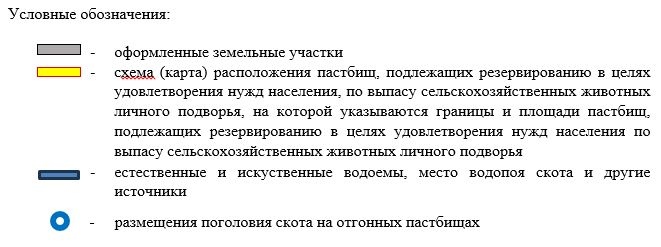 Условные обозначения:
- оформленные земельные участки
- схема (карта) расположения пастбищ, подлежащих резервированию в целях
удовлетворения нужд населения, по выпасу сельскохозяйственных животных
личного подворья, на которой указываются границы и площади пастбищ,
подлежащих резервированию в целях удовлетворения нужд населения по
выпасу сельскохозяйственных животных личного подворья
- естественные и искуственные водоемы, место водопоя скота и другие
источники
- размещения поголовия скота на отгонных пастбищах